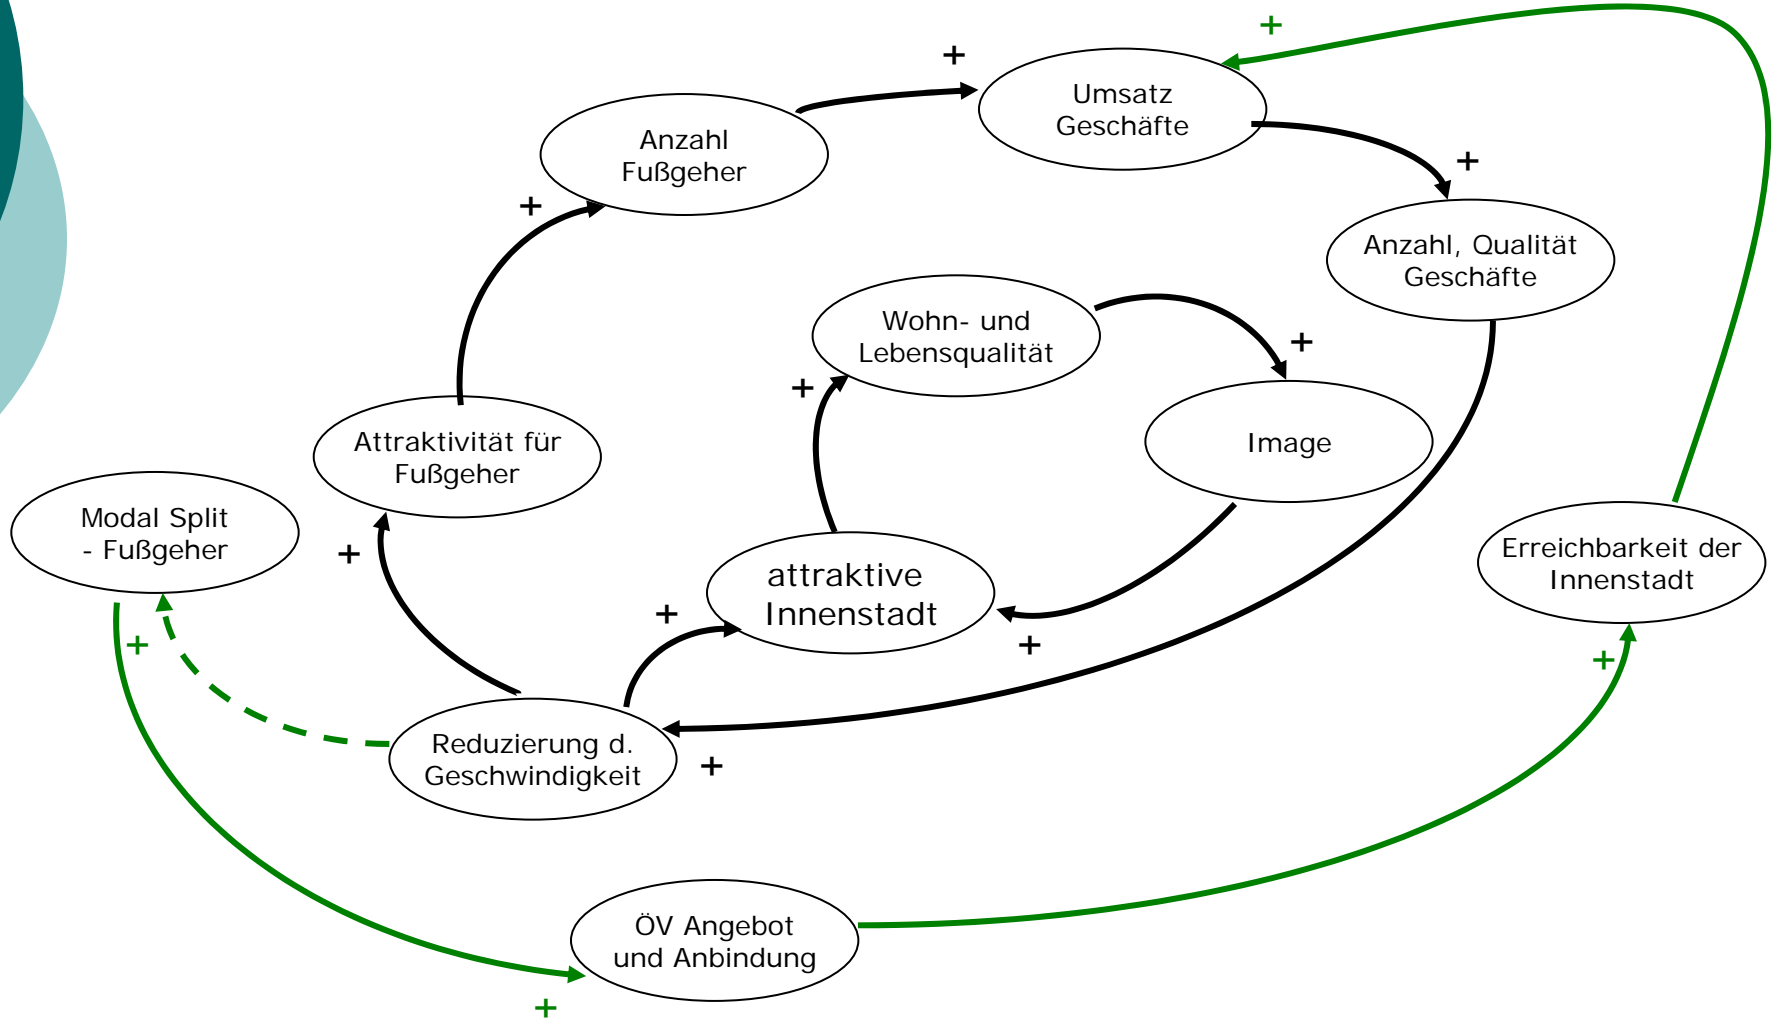 +
+
Umsatz
Geschäfte
Anzahl
Fußgeher
+
+
Anzahl, Qualität
Geschäfte
Wohn- und
Lebensqualität
+
+
Image
Attraktivität für
Fußgeher
Modal Split
- Fußgeher
+
attraktive
Innenstadt
Erreichbarkeit der
Innenstadt
+
+
+
+
Reduzierung d.
Geschwindigkeit
+
ÖV Angebot
und Anbindung
+